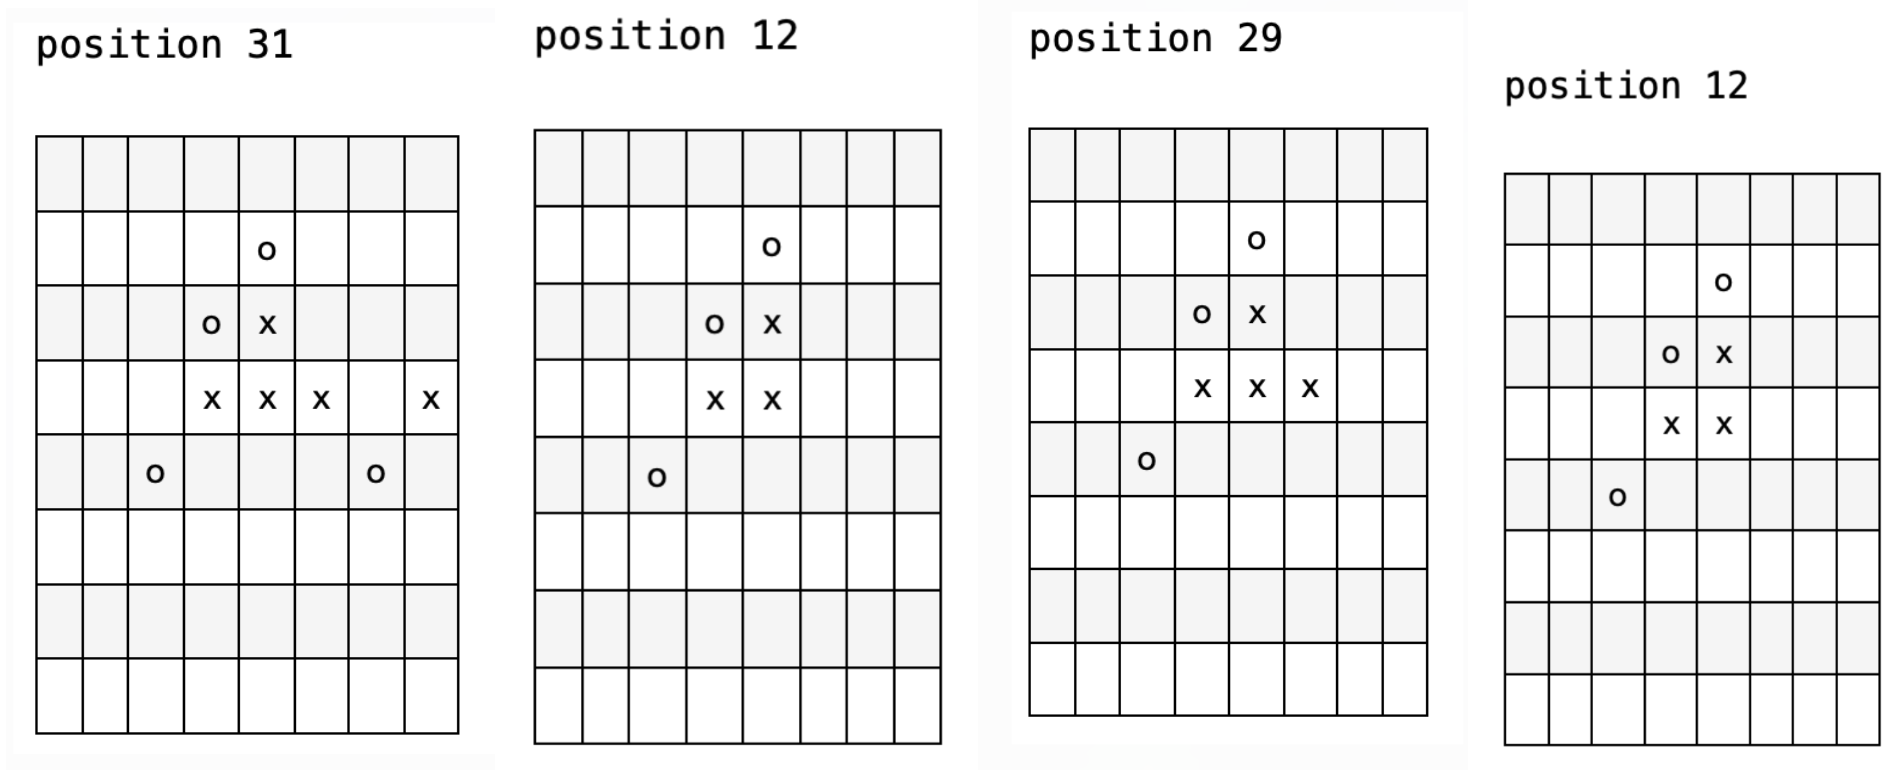 position 31
o
o x
x x x x
o o
position 12
o
o x
x x
o
position 29
o
o x
x x x
o
position 12
o
o x
x x
o